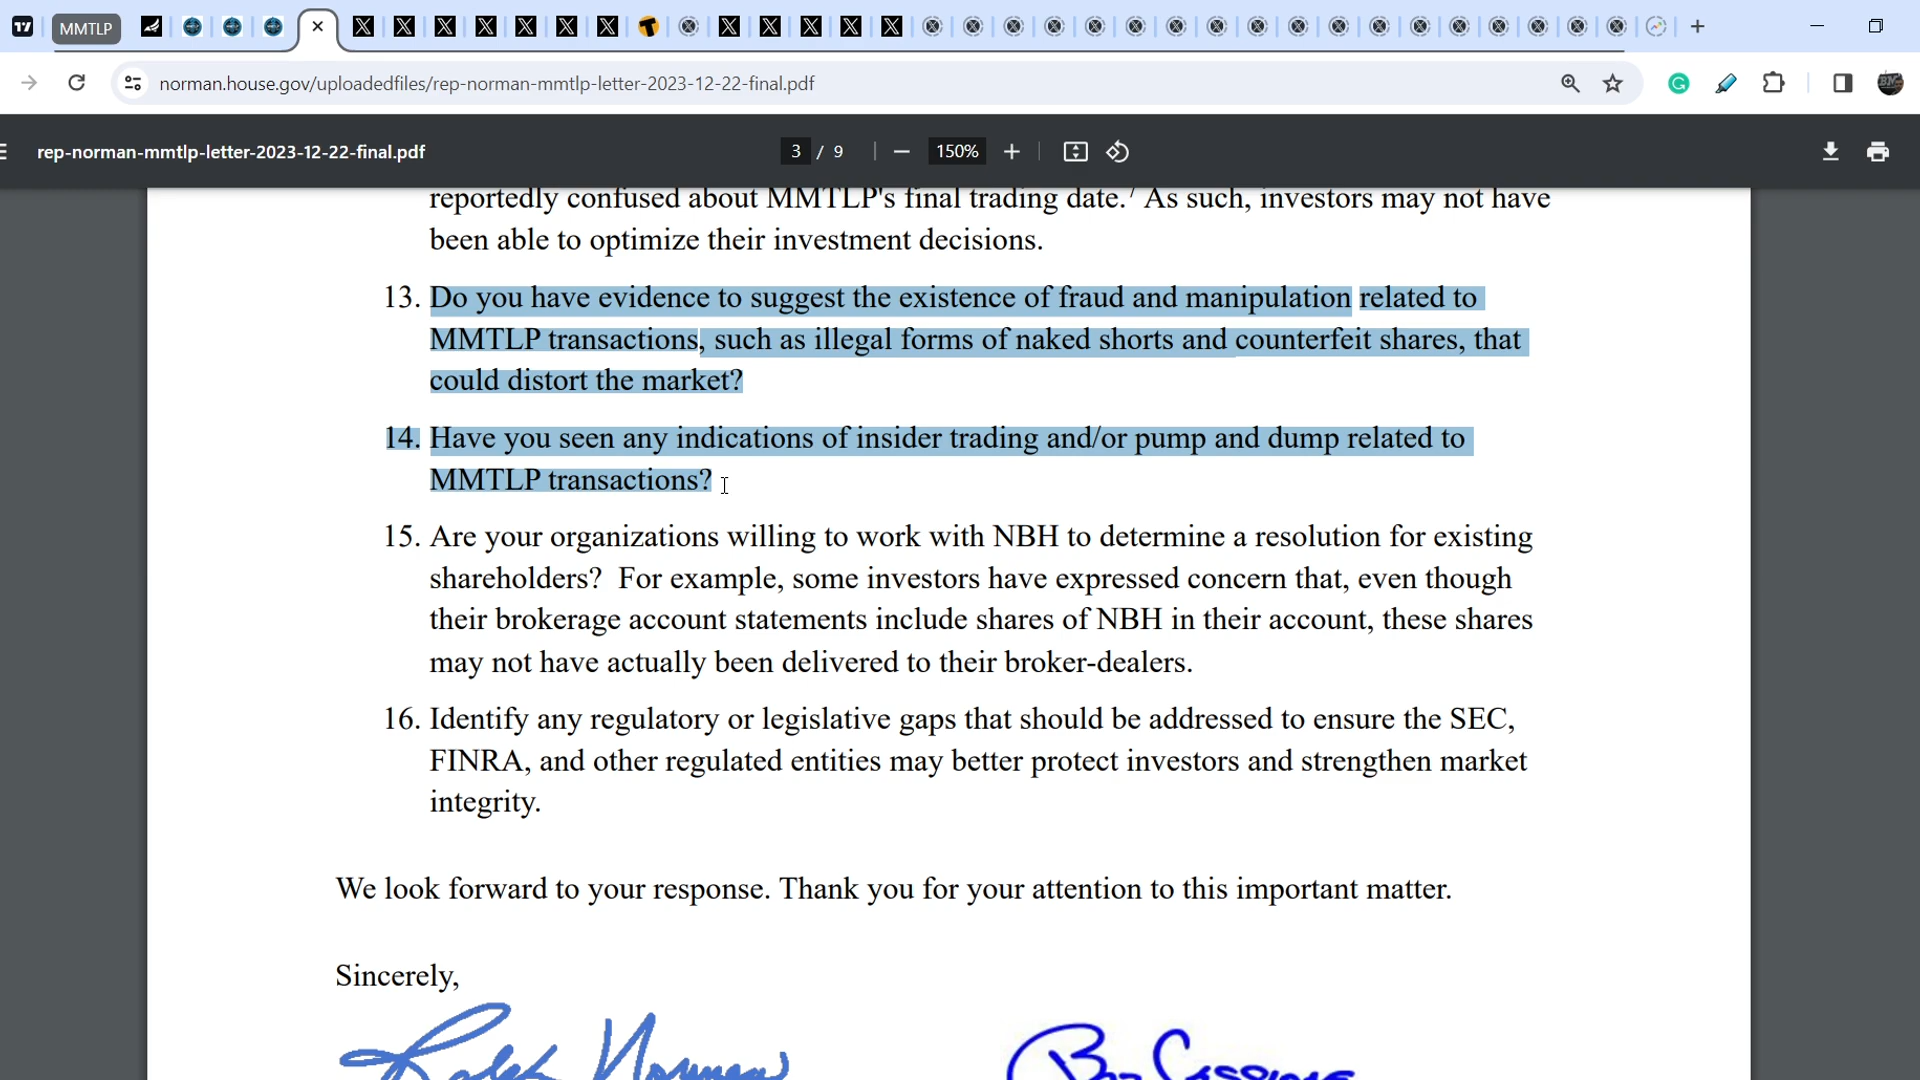 MMTLP
norman.house.gov/uploadedfiles/rep-norman-mmtlp-letter-2023-12-22-final.pdf
rep-norman-mmtlp-letter-2023-12-22-final.pdf
3 / 9
150%
reportedly confused about MMTLP's final trading date.7 As such, investors may not have
been able to optimize their investment decisions.
13. Do you have evidence to suggest the existence of fraud and manipulation related to
MMTLP transactions, such as illegal forms of naked shorts and counterfeit shares, that
could distort the market?
14. Have you seen any indications of insider trading and/or pump and dump related to
MMTLP transactions?
15. Are your organizations willing to work with NBH to determine a resolution for existing
shareholders?  For example, some investors have expressed concern that, even though
their brokerage account statements include shares of NBH in their account, these shares
may not have actually been delivered to their broker-dealers.
16. Identify any regulatory or legislative gaps that should be addressed to ensure the SEC,
FINRA, and other regulated entities may better protect investors and strengthen market
integrity.
We look forward to your response. Thank you for your attention to this important matter.
Sincerely,
Ralph Norman